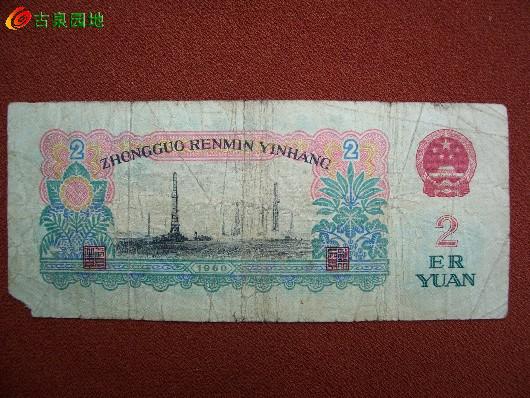 古泉园地
2 ZHONGGUO RENMIN YINHANG 2
1960
2
ER
YUAN